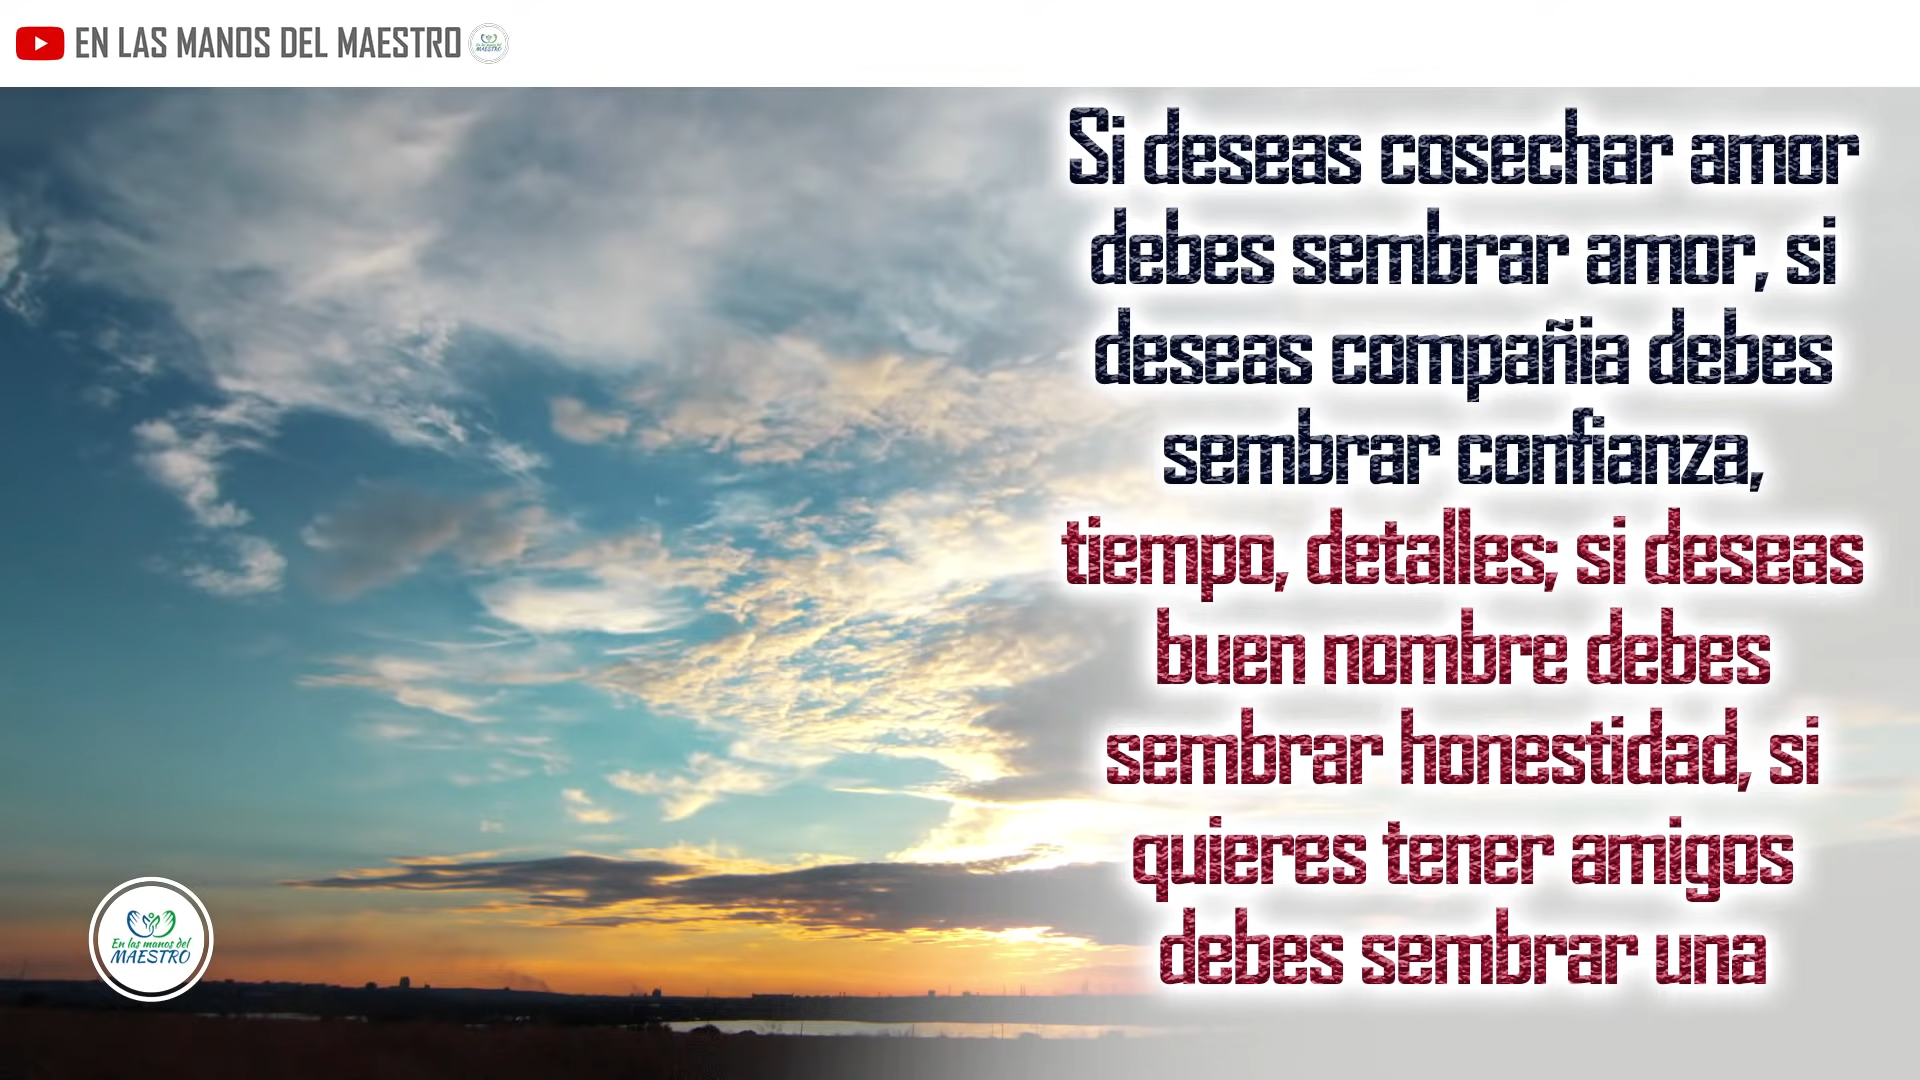 EN LAS MANOS DEL MAESTRO
Si deseas cosechar amor
debes sembrar amor, si
deseas compañia debes
sembrar confianza,
tiempo, detalles; si deseas
buen nombre debes
sembrar honestidad, si
quieres tener amigos
debes sembrar una
En las manos del
MAESTRO